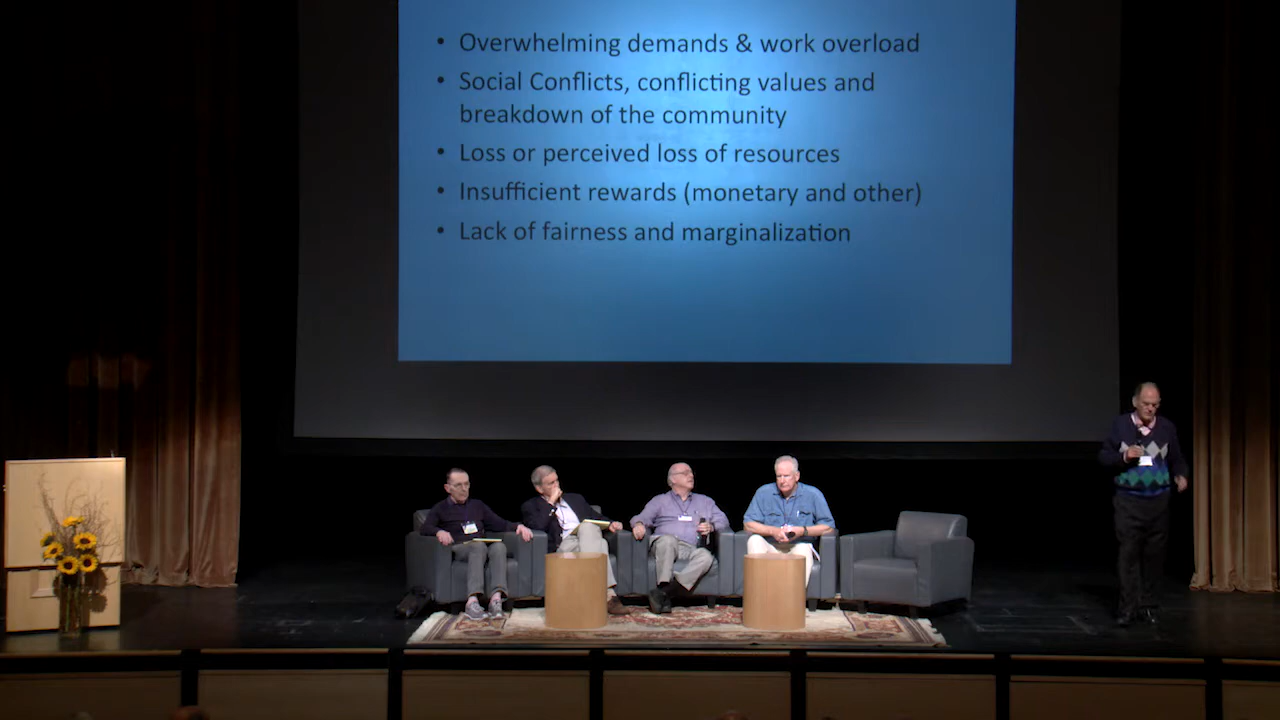 • Overwhelming demands & work overload
• Social Conflicts, conflicting values and
breakdown of the community
• Loss or perceived loss of resources
• Insufficient rewards (monetary and other)
• Lack of fairness and marginalization